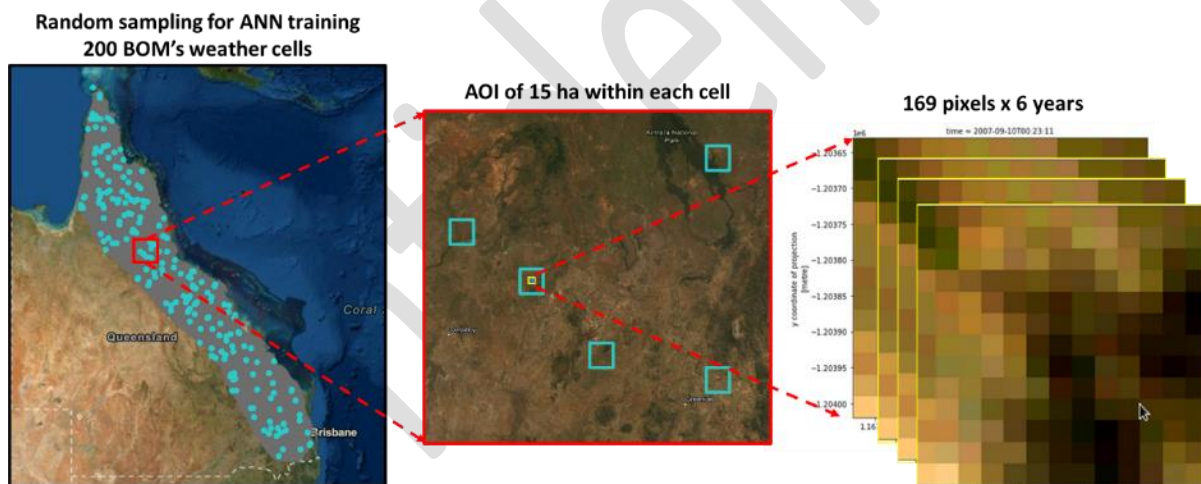 Random sampling for ANN training
200 BOM's weather cells
AOI of 15 ha within each cell
169 pixels x 6 years
Queensland
Coral
Brisbane
Park
time = 2007-09-10T00:23:11
1e6
−1.20365
−1.20370
−1.20375
−1.20380
−1.20385
−1.20390
−1.20395
−1.20400
y coordinate of projection
[metre]
1.16